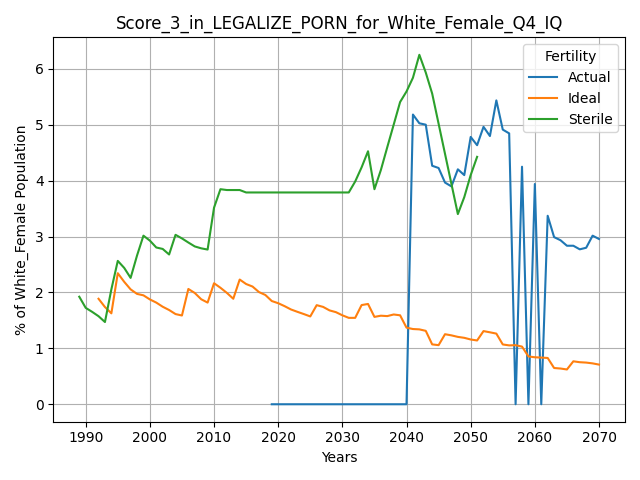 Score_3_in_LEGALIZE_PORN_for_White_Female_Q4_IQ
Fertility
Actual
Ideal
Sterile
% of White_Female Population
6
5
4
3
2
1
0
1990 2000 2010 2020 2030 2040 2050 2060 2070
Years